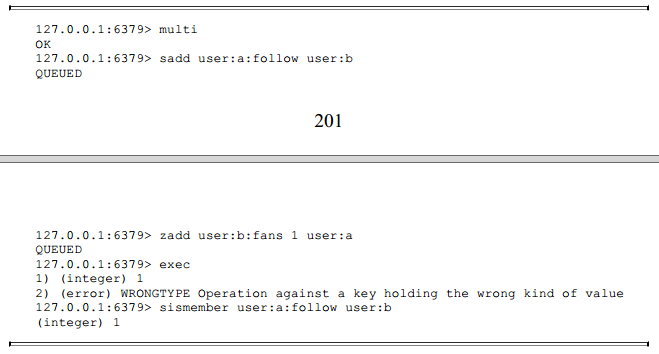 127.0.0.1:6379> multi
OK
127.0.0.1:6379> sadd user:a:follow user:b
QUEUED
201
127.0.0.1:6379> zadd user:b:fans 1 user:a
QUEUED
127.0.0.1:6379> exec
1) (integer) 1
2) (error) WRONGTYPE Operation against a key holding the wrong kind of value
127.0.0.1:6379> sismember user:a:follow user:b
(integer) 1